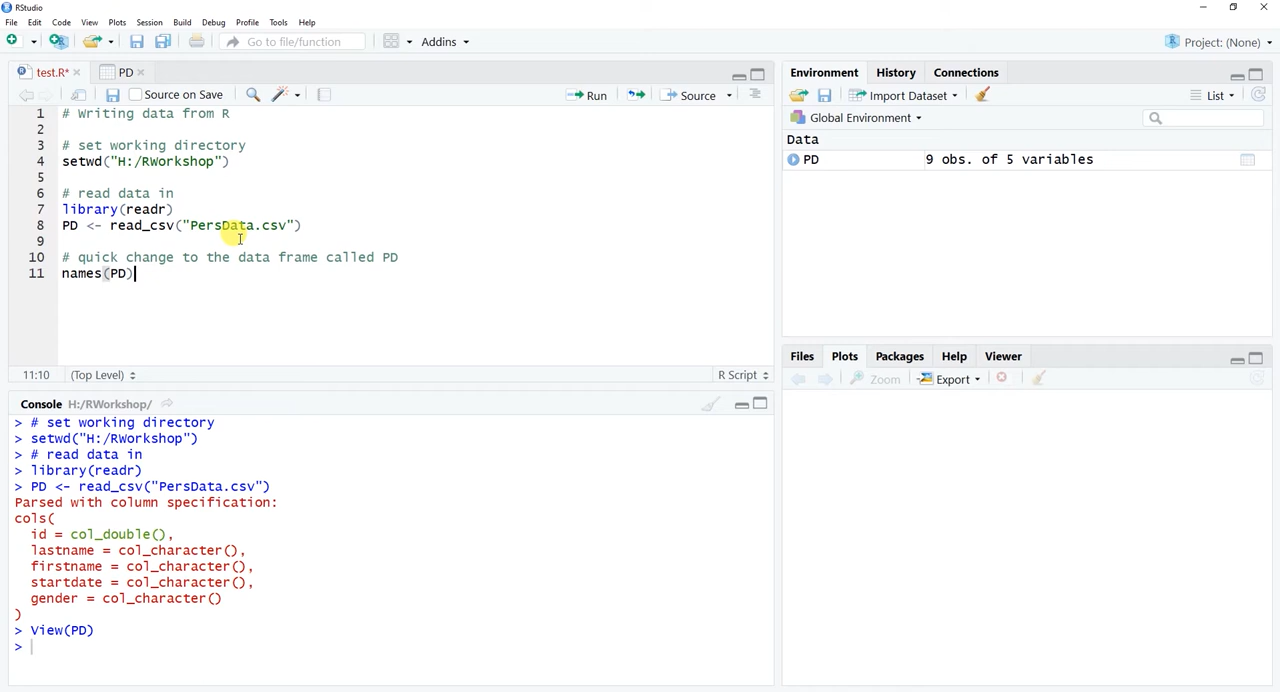 RStudio
File Edit Code View Plots Session Build Debug Profile Tools Help
Go to file/function Addins Project: (None)
test.R* PD
Source on Save Run Source
1 # Writing data from R
2
3 # set working directory
4 setwd("H:/RWorkshop")
5
6 # read data in
7 library(readr)
8 PD <- read_csv("PersData.csv")
9
10 # quick change to the data frame called PD
11 names(PD)
11:10 (Top Level) R Script
Console H:/RWorkshop/
> # set working directory
> setwd("H:/RWorkshop")
> # read data in
> library(readr)
> PD <- read_csv("PersData.csv")
Parsed with column specification:
cols(
id = col_double(),
lastname = col_character(),
firstname = col_character(),
startdate = col_character(),
gender = col_character()
)
> View(PD)
>
Environment History Connections
Import Dataset List
Global Environment
Data
PD 9 obs. of 5 variables
Files Plots Packages Help Viewer
Zoom Export